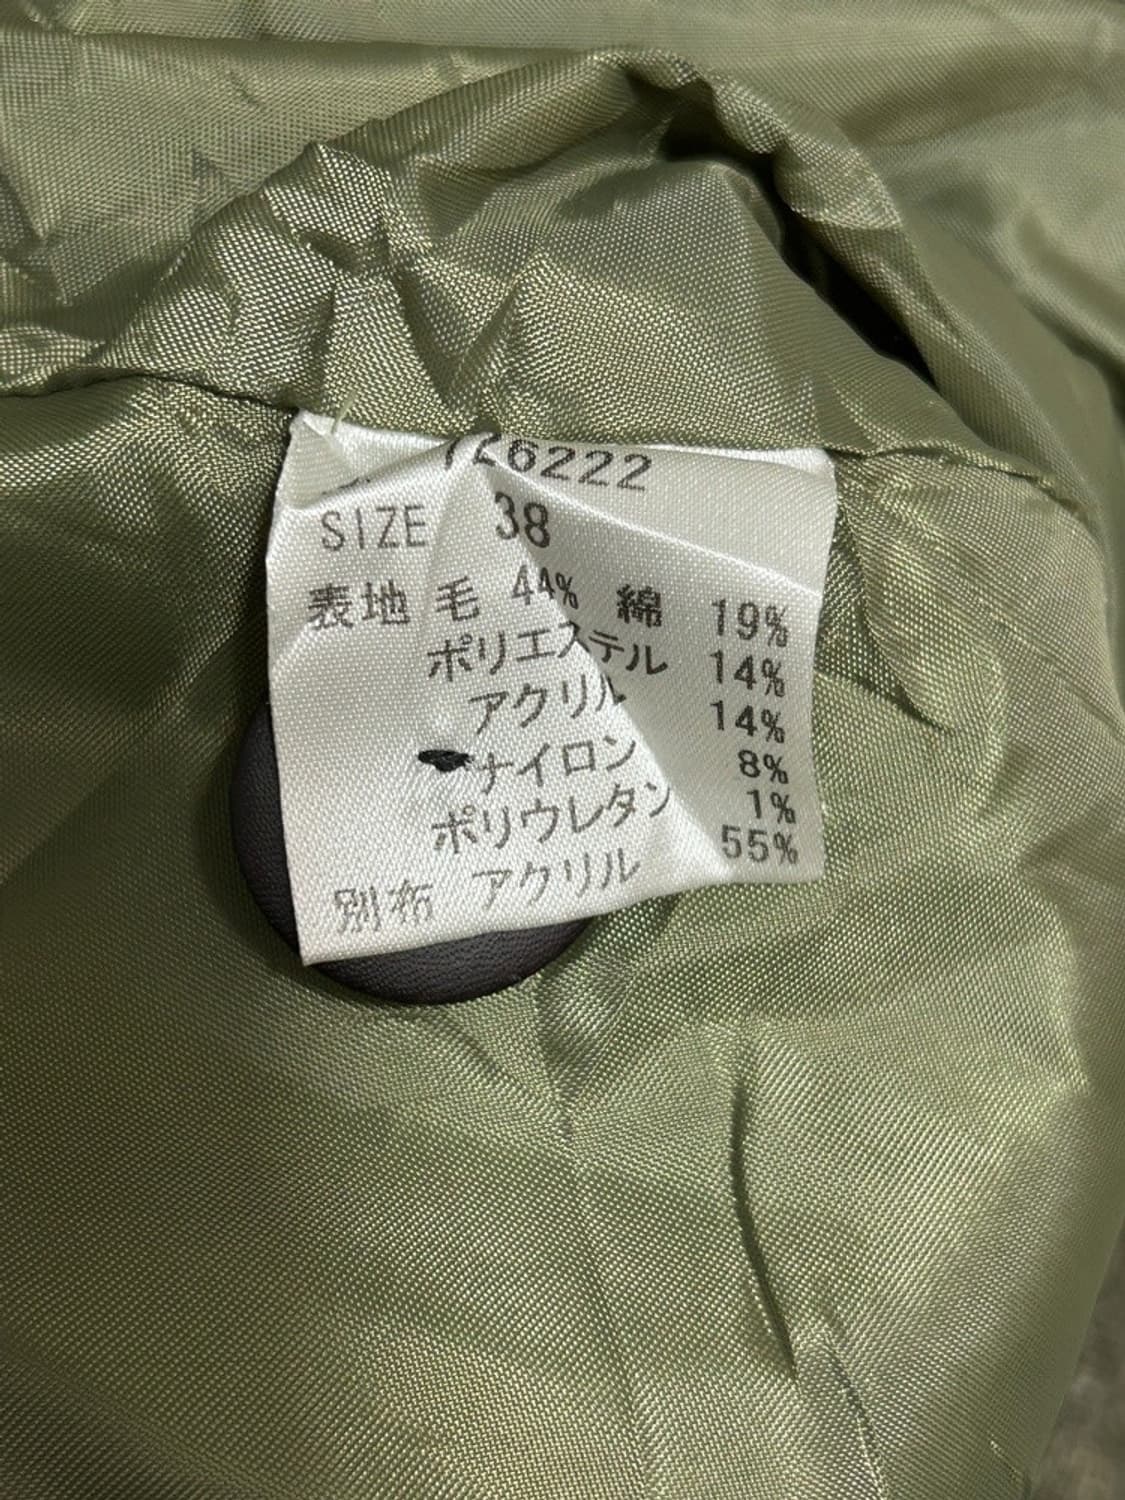 726222
SIZE 38
表地 毛 44% 綿 19%
ポリエステル 14%
アクリル 14%
ナイロン 8%
ポリウレタン 1%
別布 アクリル 55%